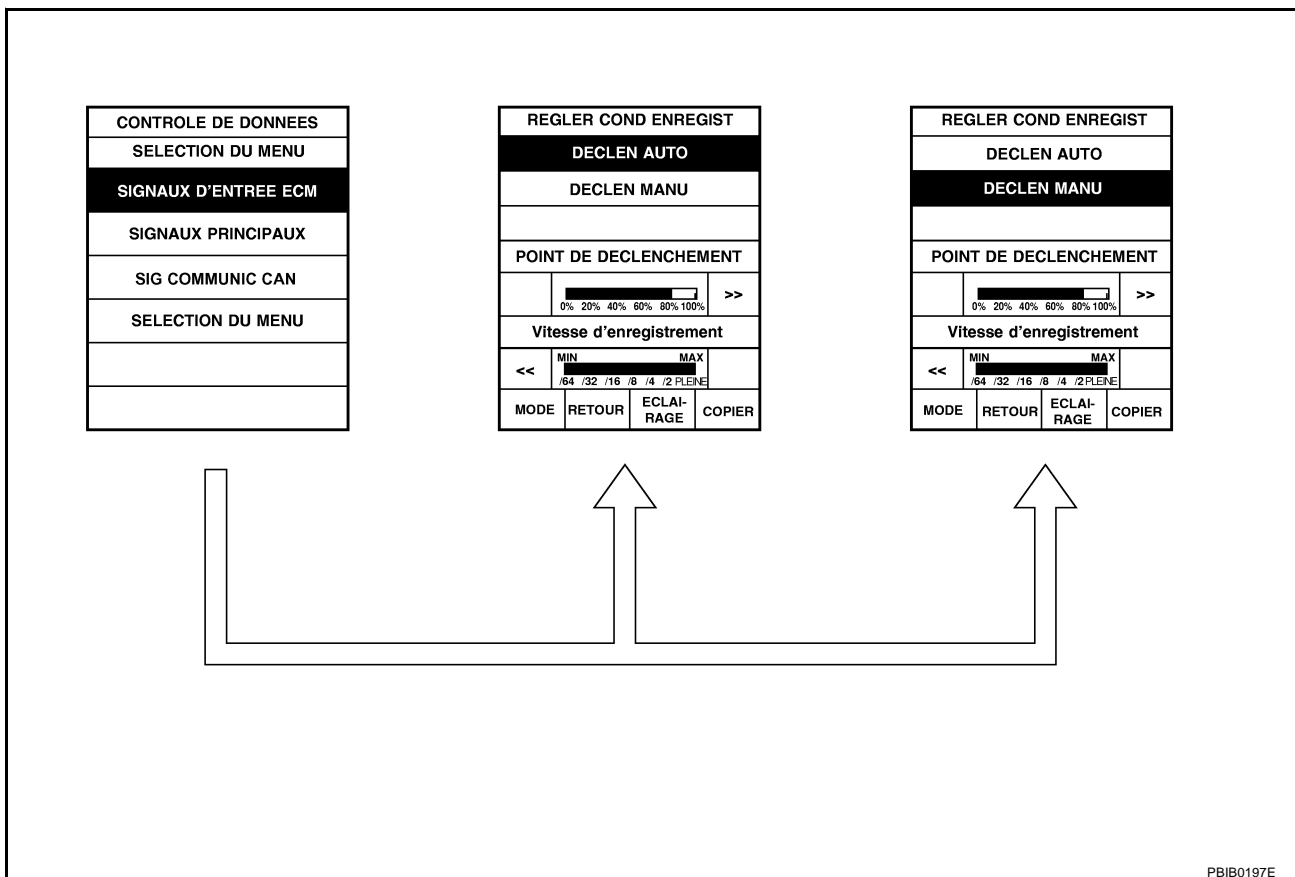 CONTROLE DE DONNEES
SELECTION DU MENU
SIGNAUX D'ENTREE ECM
SIGNAUX PRINCIPAUX
SIG COMMUNIC CAN
SELECTION DU MENU
REGLER COND ENREGIST
DECLEN AUTO
DECLEN MANU
POINT DE DECLENCHEMENT
>>
0% 20% 40% 60% 80% 100%
Vitesse d'enregistrement
MIN MAX
<<
/64 /32 /16 /8 /4 /2 PLEINE
MODE RETOUR ECLAI-
RAGE COPIER
REGLER COND ENREGIST
DECLEN AUTO
DECLEN MANU
POINT DE DECLENCHEMENT
>>
0% 20% 40% 60% 80% 100%
Vitesse d'enregistrement
MIN MAX
<<
/64 /32 /16 /8 /4 /2 PLEINE
MODE RETOUR ECLAI-
RAGE COPIER
PBIB0197E